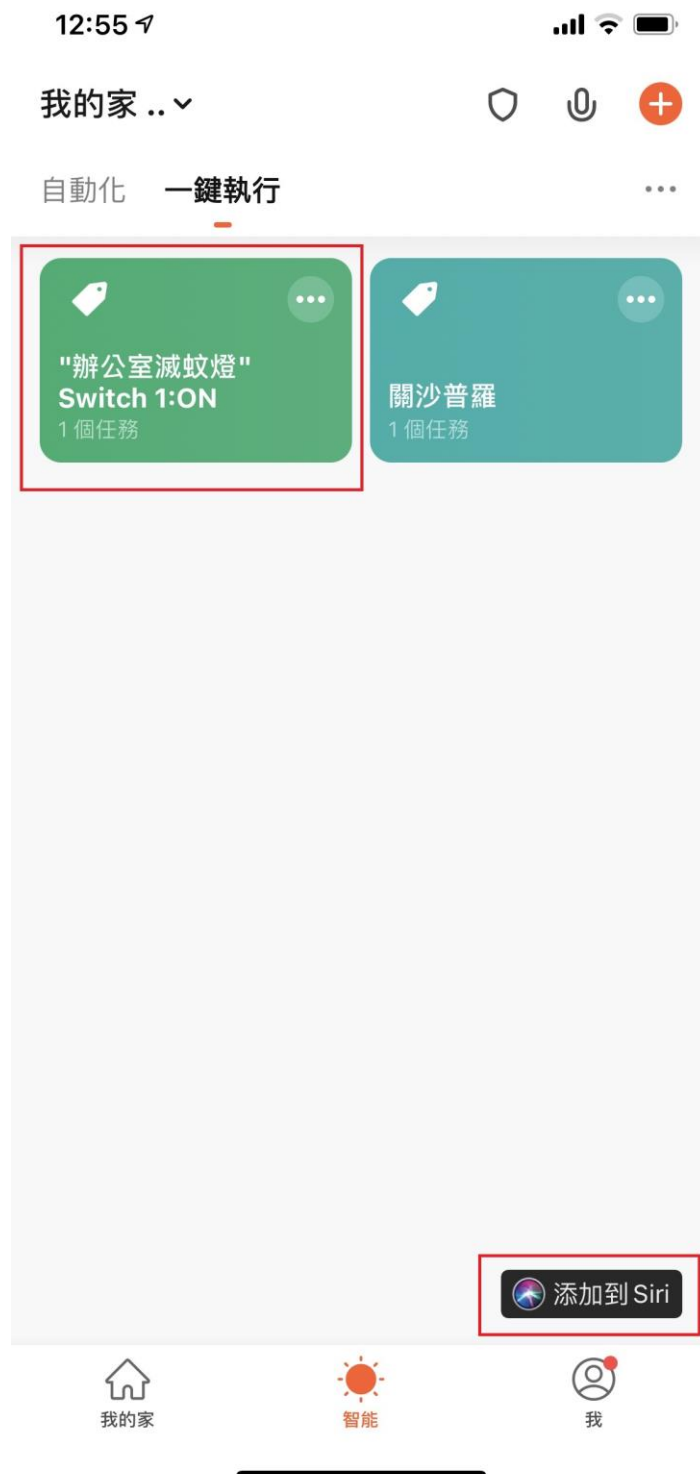 12:55
我的家 ..
自動化 一鍵執行
"辦公室滅蚊燈"
Switch 1:ON
1 個任務
關沙普羅
1 個任務
添加到 Siri
我的家
智能
我